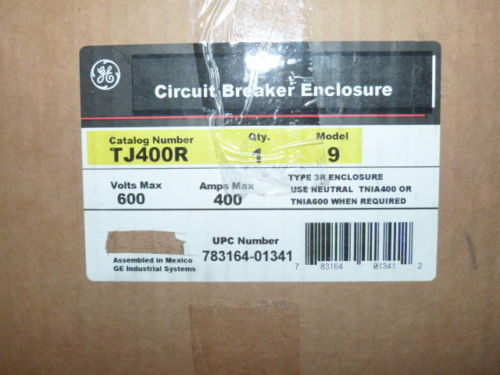 GE
Circuit Breaker Enclosure
Catalog Number Qty. Model
TJ400R 1 9
Volts Max Amps Max
600 400
TYPE 3R ENCLOSURE
USE NEUTRAL TNIA400 OR
TNIA600 WHEN REQUIRED
UPC Number
783164-01341
Assembled in Mexico
GE Industrial Systems
7 83164 01341 2